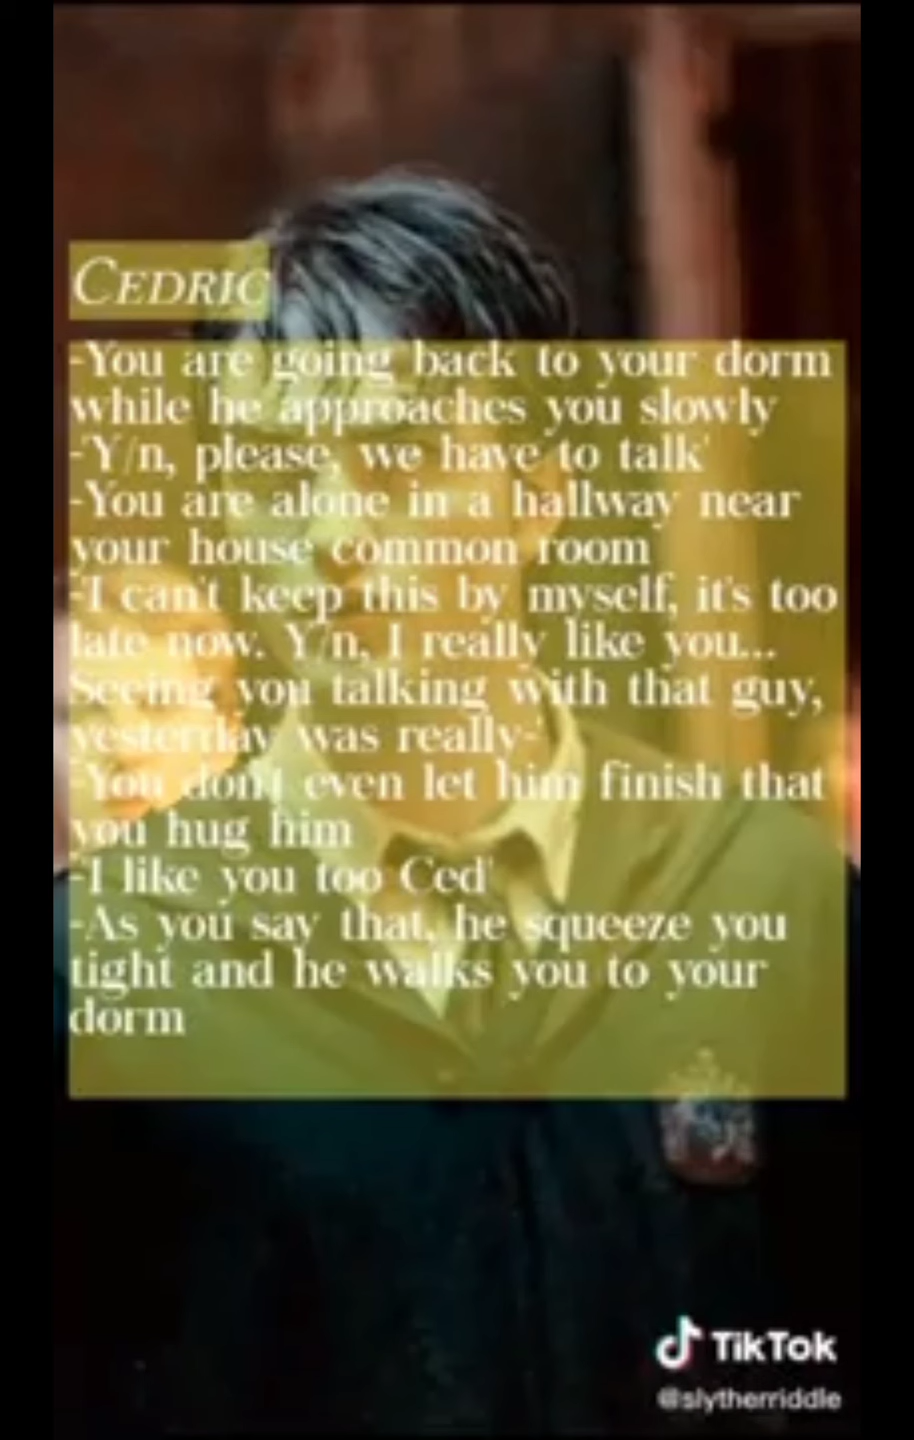 CEDRIC
-You are going back to your dorm
while he approaches you slowly
-'Y/n, please, we have to talk'
-You are alone in a hallway near
your house common room
-'I can't keep this by myself, it's too
late now. Y/n, I really like you...
Seeing you talking with that guy,
yesterday was really-'
-You don't even let him finish that
you hug him
-'I like you too Ced'
-As you say that, he squeeze you
tight and he walks you to your
dorm
TikTok
@slytherriddle